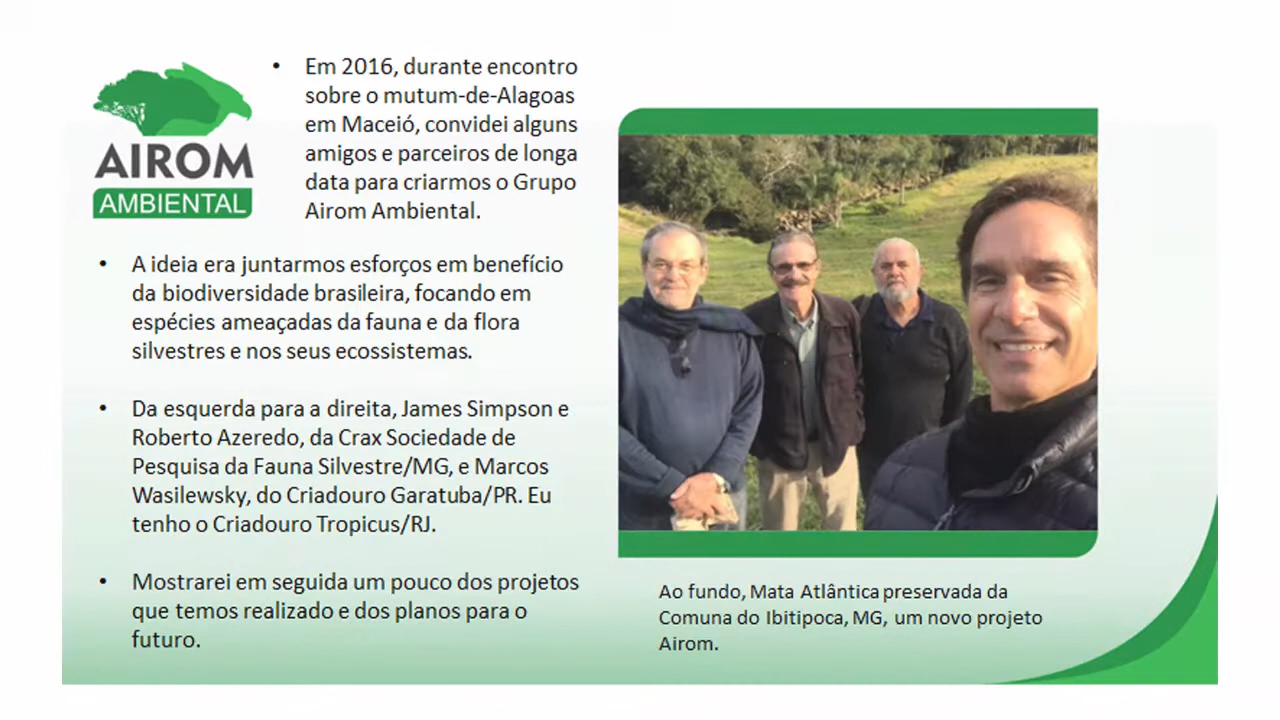 AIROM
AMBIENTAL
• Em 2016, durante encontro
sobre o mutum-de-Alagoas
em Maceió, convidei alguns
amigos e parceiros de longa
data para criarmos o Grupo
Airom Ambiental.
• A ideia era juntarmos esforços em benefício
da biodiversidade brasileira, focando em
espécies ameaçadas da fauna e da flora
silvestres e nos seus ecossistemas.
• Da esquerda para a direita, James Simpson e
Roberto Azeredo, da Crax Sociedade de
Pesquisa da Fauna Silvestre/MG, e Marcos
Wasilewsky, do Criadouro Garatuba/PR. Eu
tenho o Criadouro Tropicus/RJ.
• Mostrarei em seguida um pouco dos projetos
que temos realizado e dos planos para o
futuro.
Ao fundo, Mata Atlântica preservada da
Comuna do Ibitipoca, MG, um novo projeto
Airom.